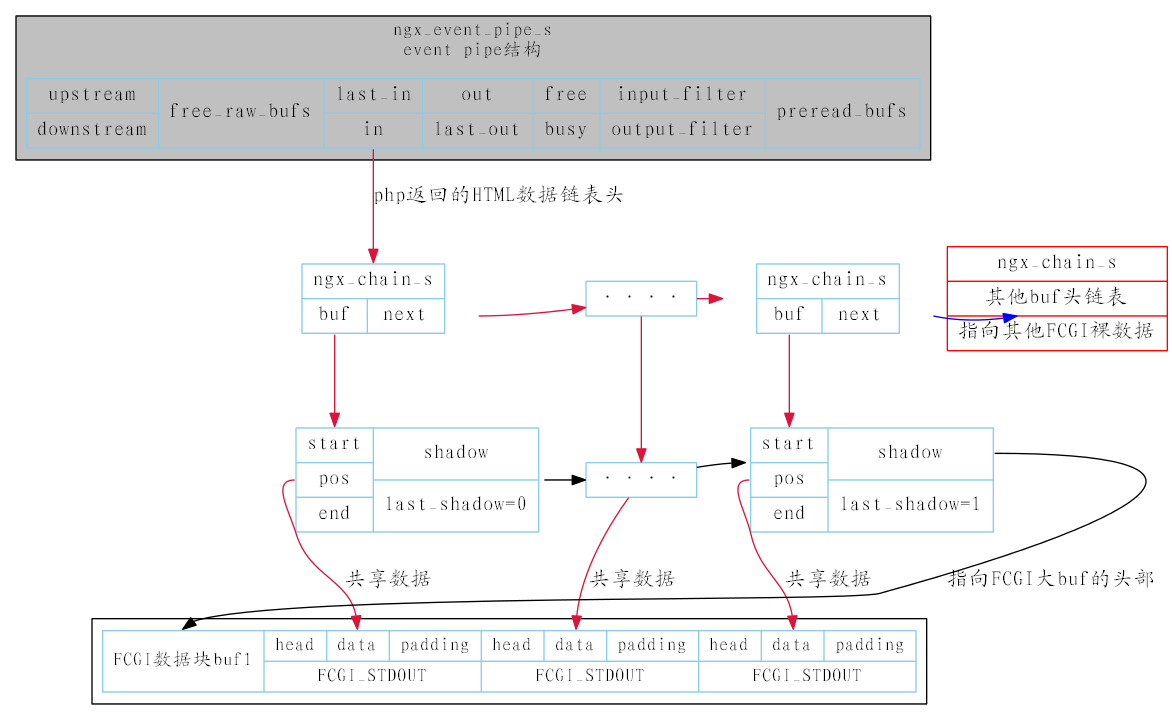 ngx_event_pipe_s
event pipe结构
upstream
downstream
free_raw_bufs
last_in
in
out
last_out
free
busy
input_filter
output_filter
preread_bufs
php返回的HTML数据链表头
ngx_chain_s
buf next
. . . .
ngx_chain_s
buf next
ngx_chain_s
其他buf头链表
指向其他FCGI裸数据
start
pos
end
shadow
last_shadow=0
. . . .
start
pos
end
shadow
last_shadow=1
共享数据
共享数据
共享数据
指向FCGI大buf的头部
FCGI数据块buf1
head data padding
FCGI_STDOUT
head data padding
FCGI_STDOUT
head data padding
FCGI_STDOUT